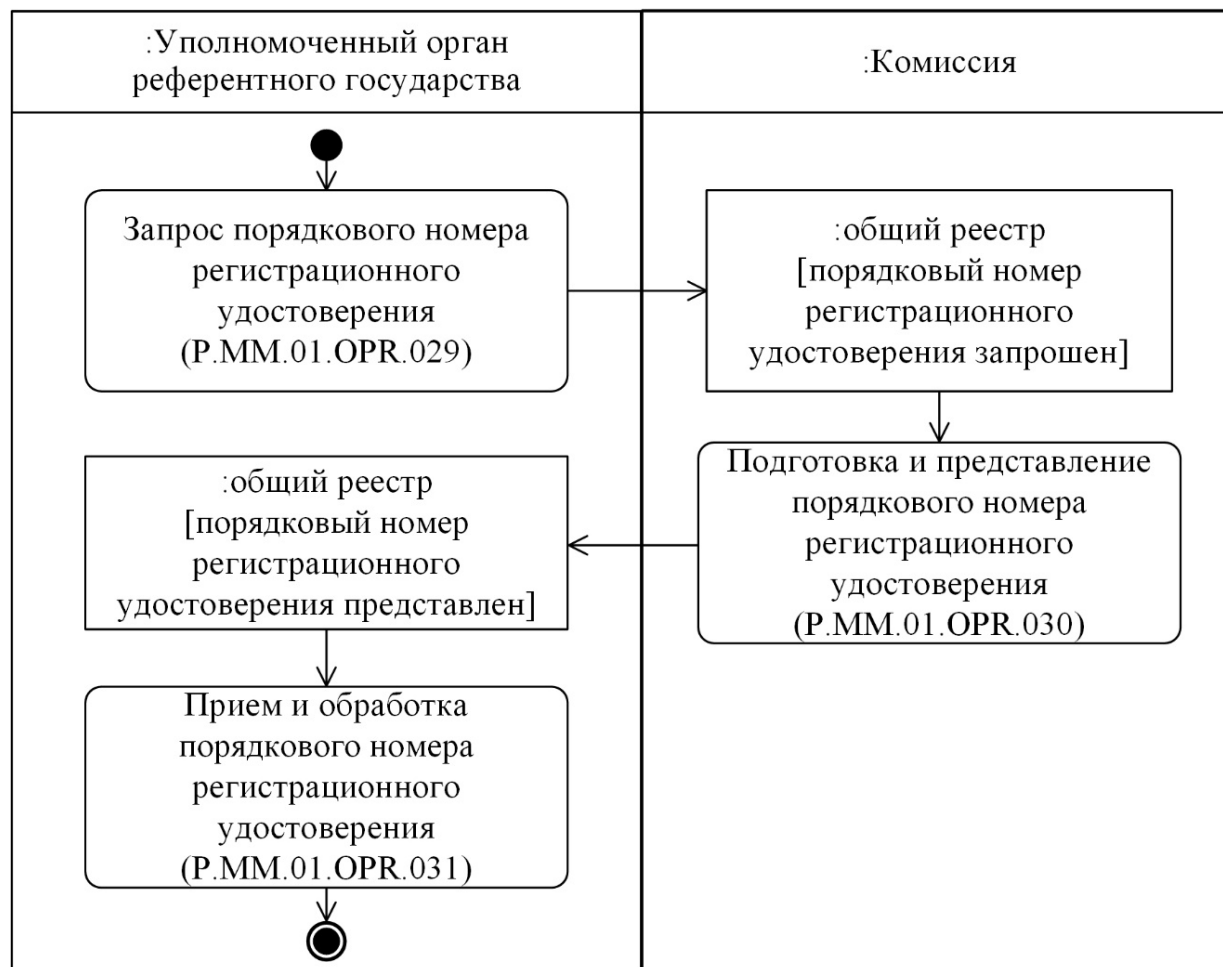 :Уполномоченный орган
референтного государства
:Комиссия
Запрос порядкового номера
регистрационного
удостоверения
(P.MM.01.OPR.029)
:общий реестр
[порядковый номер
регистрационного
удостоверения запрошен]
Подготовка и представление
порядкового номера
регистрационного
удостоверения
(P.MM.01.OPR.030)
:общий реестр
[порядковый номер
регистрационного
удостоверения представлен]
Прием и обработка
порядкового номера
регистрационного
удостоверения
(P.MM.01.OPR.031)